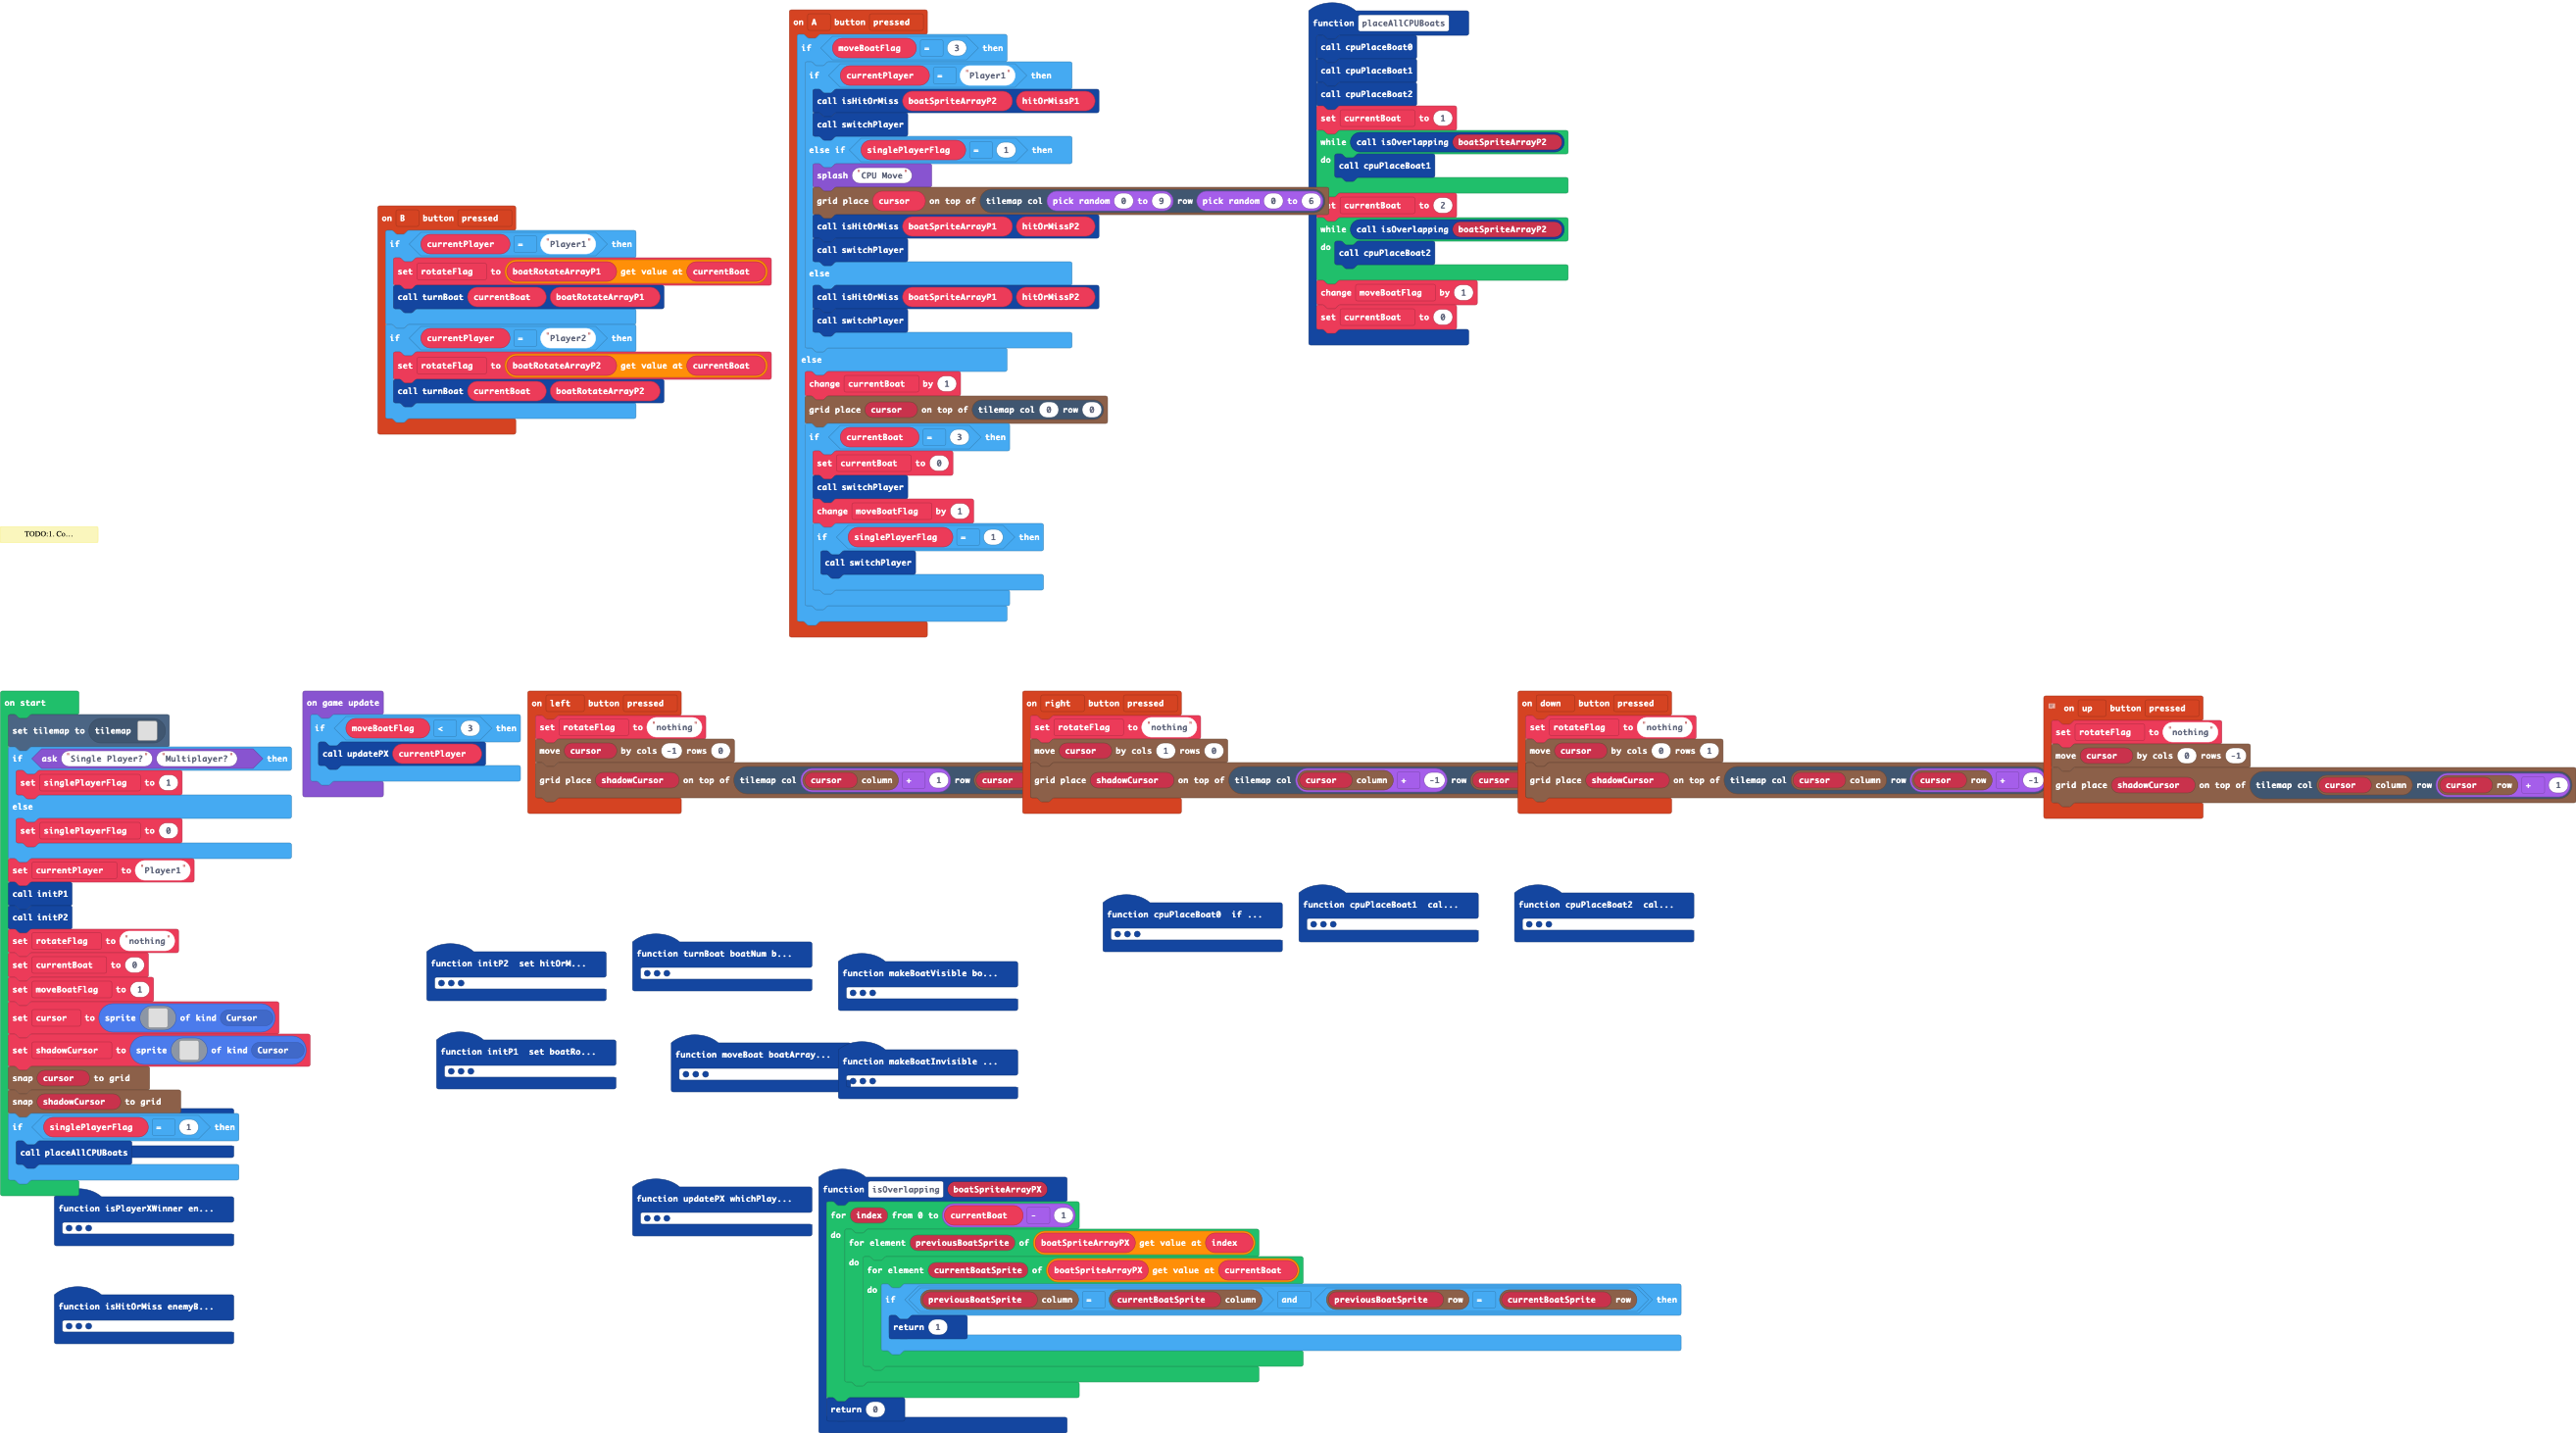 on A button pressed
if moveBoatFlag = 3 then
if currentPlayer = "Player1" then
call isHitOrMiss boatSpriteArrayP2 hitOrMissP1
call switchPlayer
else if singlePlayerFlag = 1 then
splash "CPU Move"
grid place cursor on top of tilemap col pick random 0 to 9 row pick random 0 to 6
call isHitOrMiss boatSpriteArrayP1 hitOrMissP2
call switchPlayer
else
call isHitOrMiss boatSpriteArrayP1 hitOrMissP2
call switchPlayer
else
change currentBoat by 1
grid place cursor on top of tilemap col 0 row 0
if currentBoat = 3 then
set currentBoat to 0
call switchPlayer
change moveBoatFlag by 1
if singlePlayerFlag = 1 then
call switchPlayer
function placeAllCPUBoats
call cpuPlaceBoat0
call cpuPlaceBoat1
call cpuPlaceBoat2
set currentBoat to 1
while call isOverlapping boatSpriteArrayP2
do call cpuPlaceBoat1
currentBoat to 2
while call isOverlapping boatSpriteArrayP2
do call cpuPlaceBoat2
change moveBoatFlag by 1
set currentBoat to 0
on B button pressed
if currentPlayer = "Player1" then
set rotateFlag to boatRotateArrayP1 get value at currentBoat
call turnBoat currentBoat boatRotateArrayP1
if currentPlayer = "Player2" then
set rotateFlag to boatRotateArrayP2 get value at currentBoat
call turnBoat currentBoat boatRotateArrayP2
TODO:1. Co...
on start
set tilemap to tilemap
if ask "Single Player?" "Multiplayer?" then
set singlePlayerFlag to 1
else
set singlePlayerFlag to 0
set currentPlayer to "Player1"
call initP1
call initP2
set rotateFlag to "nothing"
set currentBoat to 0
set moveBoatFlag to 1
set cursor to sprite of kind Cursor
set shadowCursor to sprite of kind Cursor
snap cursor to grid
snap shadowCursor to grid
if singlePlayerFlag = 1 then
call placeAllCPUBoats
on game update
if moveBoatFlag < 3 then
call updatePX currentPlayer
on left button pressed
set rotateFlag to "nothing"
move cursor by cols -1 rows 0
grid place shadowCursor on top of tilemap col cursor column + 1 row cursor
on right button pressed
set rotateFlag to "nothing"
move cursor by cols 1 rows 0
grid place shadowCursor on top of tilemap col cursor column + -1 row cursor
on down button pressed
set rotateFlag to "nothing"
move cursor by cols 0 rows 1
grid place shadowCursor on top of tilemap col cursor column row cursor row + -1
on up button pressed
set rotateFlag to "nothing"
move cursor by cols 0 rows -1
grid place shadowCursor on top of tilemap col cursor column row cursor row + 1
function cpuPlaceBoat0 if ...
function cpuPlaceBoat1 cal...
function cpuPlaceBoat2 cal...
function initP2 set hitOrM...
function turnBoat boatNum b...
function makeBoatVisible bo...
function initP1 set boatRo...
function moveBoat boatArray...
function makeBoatInvisible ...
function isPlayerXWinner en...
function updatePX whichPlay...
function isHitOrMiss enemyB...
function isOverlapping boatSpriteArrayPX
for index from 0 to currentBoat - 1
do for element previousBoatSprite of boatSpriteArrayPX get value at index
do for element currentBoatSprite of boatSpriteArrayPX get value at currentBoat
do if previousBoatSprite column = currentBoatSprite column and previousBoatSprite row = currentBoatSprite row then
return 1
return 0